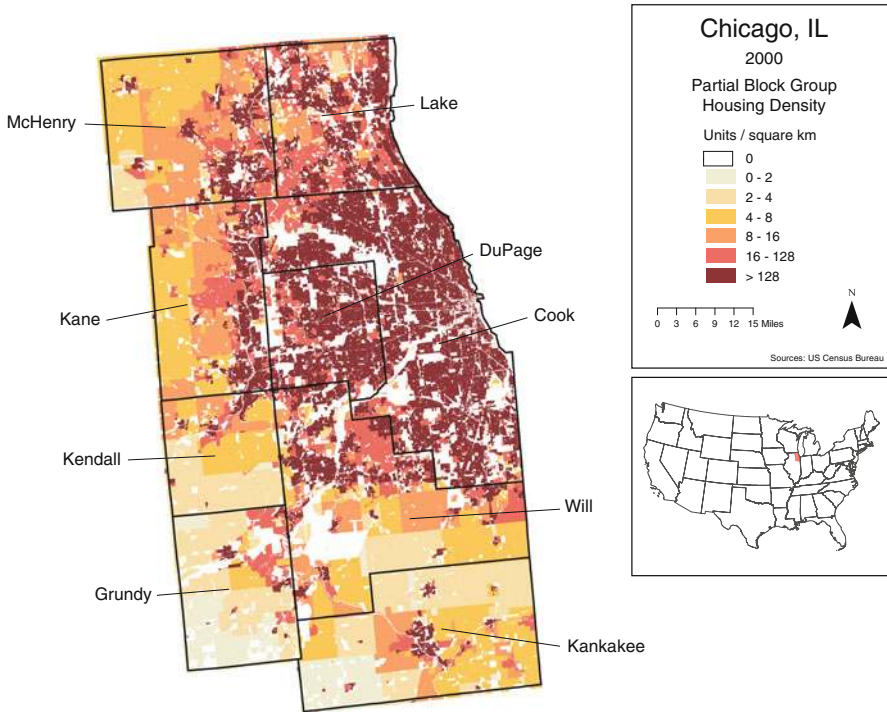 McHenry
Lake
DuPage
Kane
Cook
Kendall
Will
Grundy
Kankakee
Chicago, IL
2000
Partial Block Group
Housing Density
Units / square km
0
0 - 2
2 - 4
4 - 8
8 - 16
16 - 128
> 128
N
0 3 6 9 12 15 Miles
Sources: US Census Bureau